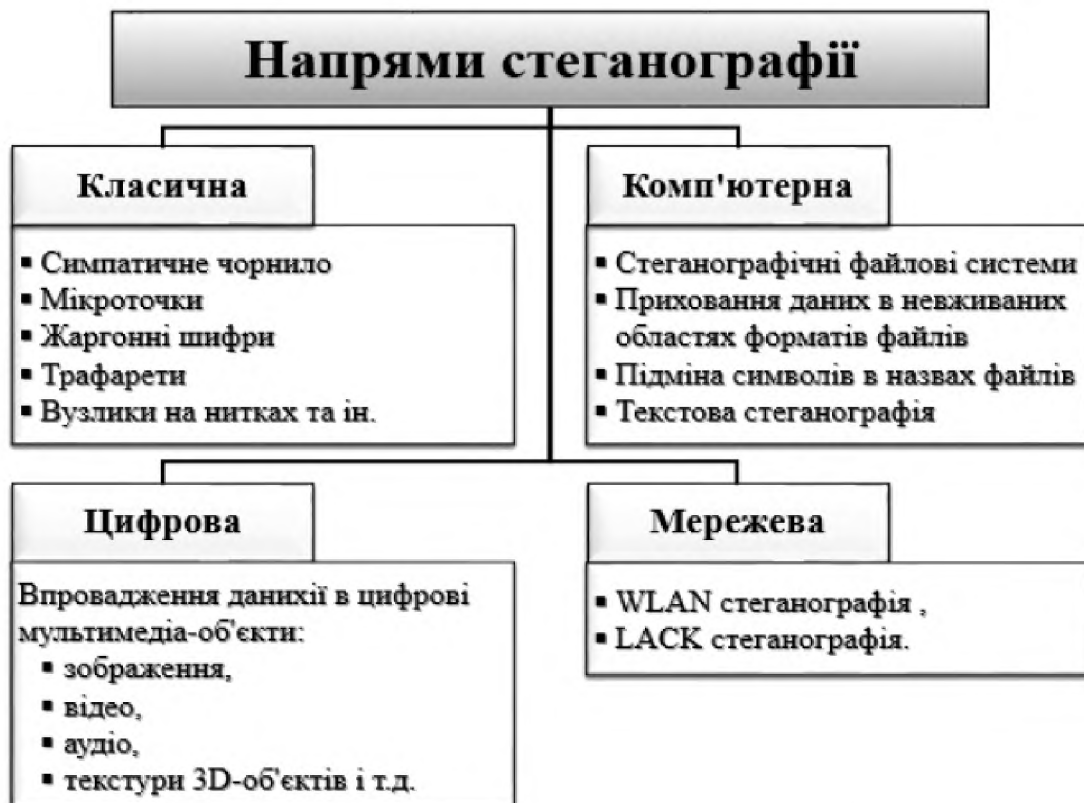 Напрями стеганографії
Класична
▪ Симпатичне чорнило
▪ Мікроточки
▪ Жаргонні шифри
▪ Трафарети
▪ Вузлики на нитках та ін.
Комп'ютерна
▪ Стеганографічні файлові системи
▪ Приховання даних в невживаних
областях форматів файлів
▪ Підміна символів в назвах файлів
▪ Текстова стеганографія
Цифрова
Впровадження данихії в цифрові
мультимедіа-об'єкти:
▪ зображення,
▪ відео,
▪ аудіо,
▪ текстури 3D-об'єктів і т.д.
Мережева
▪ WLAN стеганографія ,
▪ LACK стеганографія.